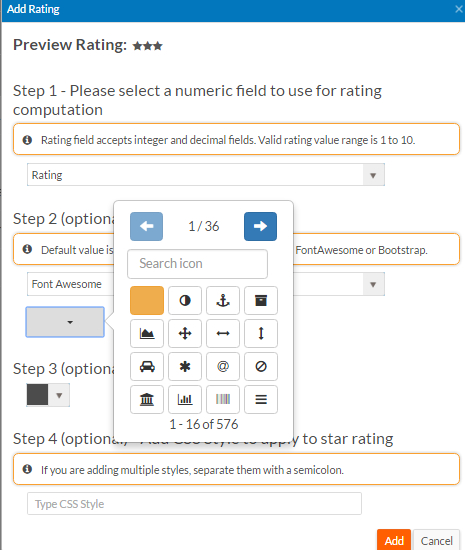 Add Rating ×
Preview Rating: ★★★
Step 1 - Please select a numeric field to use for rating
computation
Rating field accepts integer and decimal fields. Valid rating value range is 1 to 10.
Rating
Step 2 (optiona
Default value is
FontAwesome or Bootstrap.
Font Awesome
1 / 36
Search icon
@
1 - 16 of 576
Step 3 (optiona
Step 4 (optional) - Add CSS style to apply to star rating
If you are adding multiple styles, separate them with a semicolon.
Type CSS Style
Add Cancel